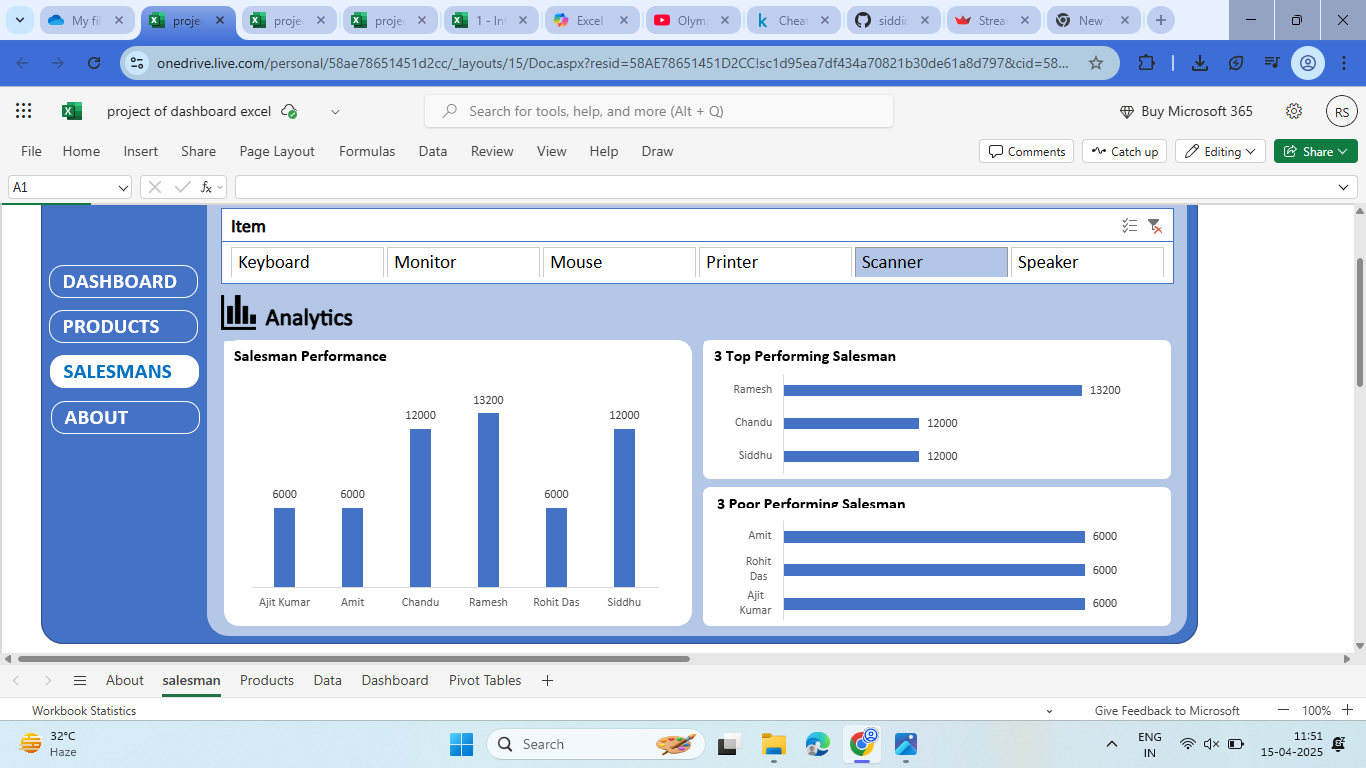 My fil
projec
projec
projec
1 - Int
Excel
Olymp
Cheat
siddiq
Strea
New T
onedrive.live.com/personal/58ae78651451d2cc/_layouts/15/Doc.aspx?resid=58AE78651451D2CC!sc1d95ea7df434a70821b30de61a8d797&cid=58...
project of dashboard excel
Search for tools, help, and more (Alt + Q)
Buy Microsoft 365
RS
File Home Insert Share Page Layout Formulas Data Review View Help Draw
Comments Catch up Editing Share
A1
fx
Item
Keyboard Monitor Mouse Printer Scanner Speaker
DASHBOARD
PRODUCTS
SALESMANS
ABOUT
Analytics
Salesman Performance
6000 6000 12000 13200 6000 12000
Ajit Kumar Amit Chandu Ramesh Rohit Das Siddhu
3 Top Performing Salesman
Ramesh 13200
Chandu 12000
Siddhu 12000
3 Poor Performing Salesman
Amit 6000
Rohit
Das 6000
Ajit
Kumar 6000
About salesman Products Data Dashboard Pivot Tables
Workbook Statistics
Give Feedback to Microsoft
100%
32°C
Haze
Search
ENG
IN
11:51
15-04-2025